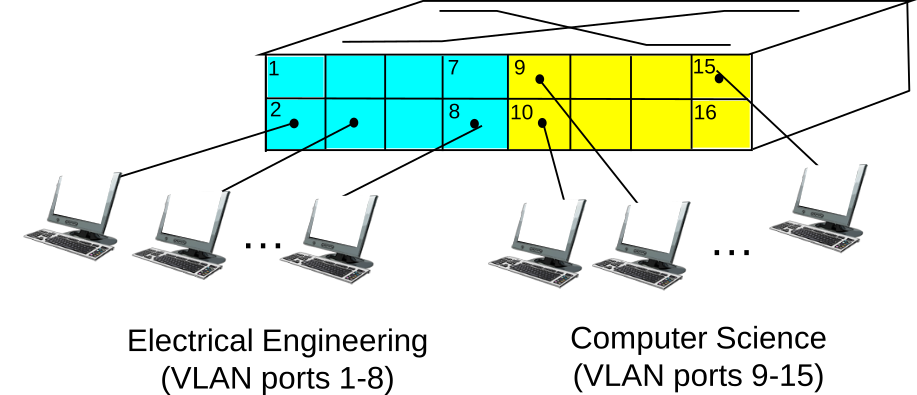 1 7 9 15
2 8 10 16
... ...
Electrical Engineering
(VLAN ports 1-8)
Computer Science
(VLAN ports 9-15)